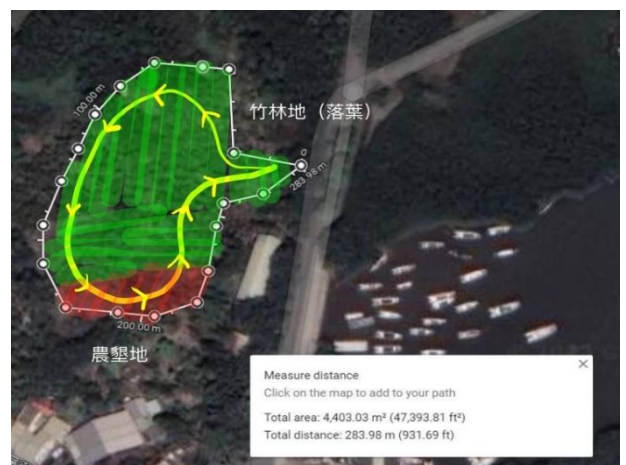 100.00 m
竹林地（落葉）
0
283.98 m
200.00 m
農墾地
Measure distance
Click on the map to add to your path
Total area: 4,403.03 m² (47,393.81 ft²)
Total distance: 283.98 m (931.69 ft)